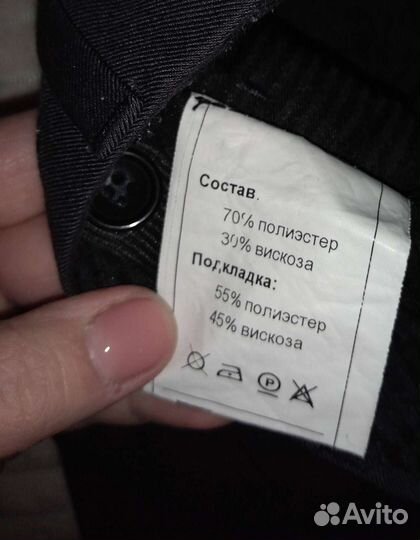 Состав.
70% полиэстер
30% вискоза
Подкладка:
55% полиэстер
45% вискоза
P
Avito